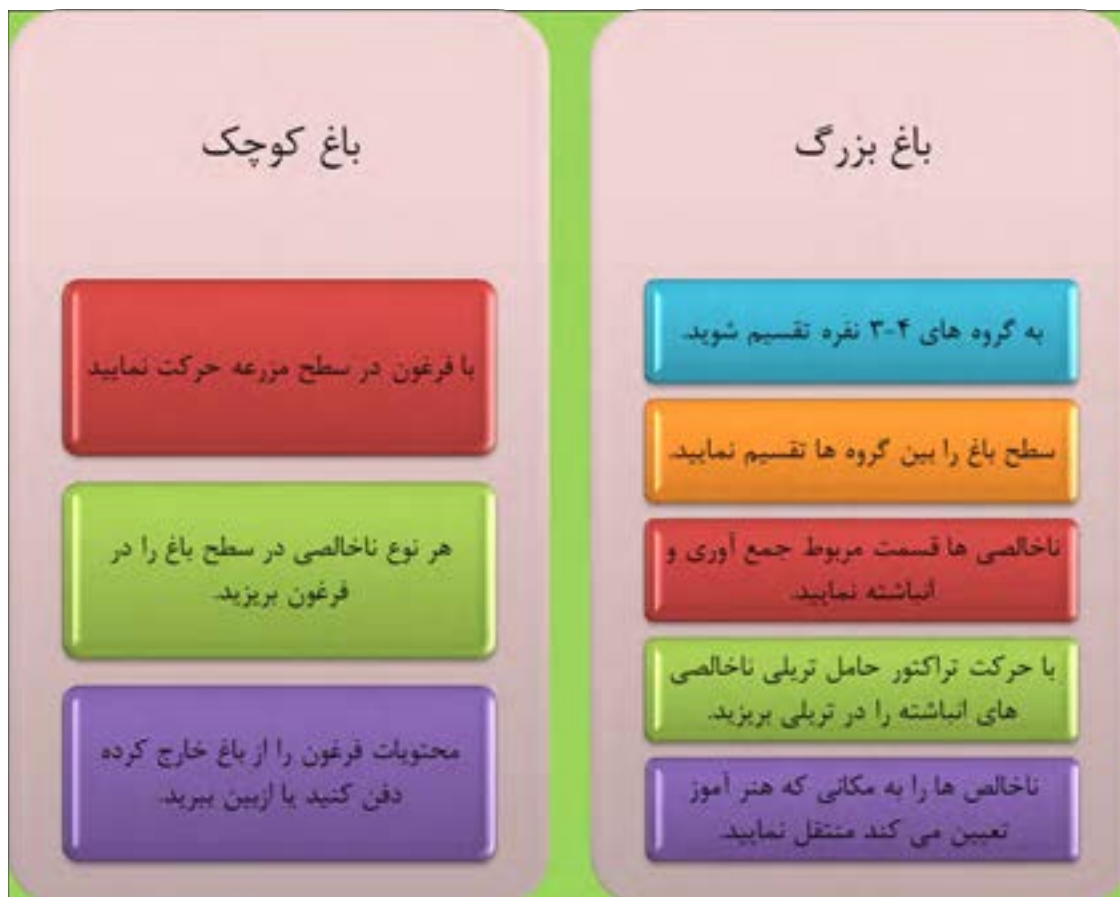 باغ بزرگ
به گروه های ۴-۳ نفره تقسیم شوید.
سطح باغ را بین گروه ها تقسیم نمایید.
ناخالصی ها قسمت مربوط جمع آوری و
انباشته نمایید.
با حرکت تراکتور حامل تریلی ناخالصی
های انباشته را در تریلی بریزید.
ناخالص ها را به مکانی که هنر آموز
تعیین می کند منتقل نمایید.
باغ کوچک
با فرغون در سطح مزرعه حرکت نمایید
هر نوع ناخالصی در سطح باغ را در
فرغون بریزید.
محتویات فرغون را از باغ خارج کرده
دفن کنید یا ازبین ببرید.